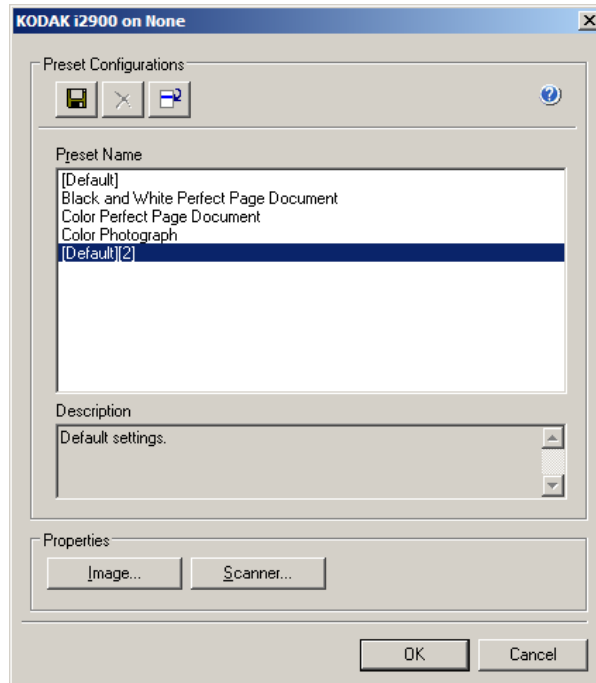 KODAK i2900 on None
Preset Configurations
Preset Name
[Default]
Black and White Perfect Page Document
Color Perfect Page Document
Color Photograph
[Default][2]
Description
Default settings.
Properties
Image... Scanner...
OK Cancel